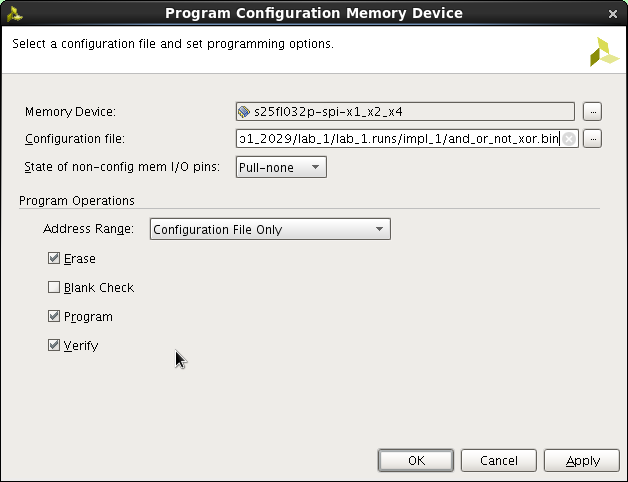 Program Configuration Memory Device
Select a configuration file and set programming options.
Memory Device: s25fl032p-spi-x1_x2_x4 ...
Configuration file: 1_2029/lab_1/lab_1.runs/impl_1/and_or_not_xor.bin ...
State of non-config mem I/O pins: Pull-none
Program Operations
Address Range: Configuration File Only
Erase
Blank Check
Program
Verify
OK Cancel Apply